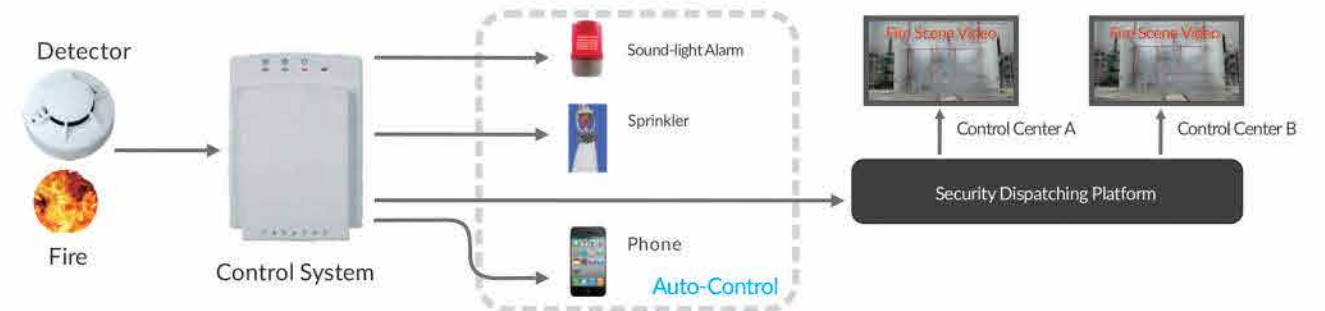 Detector
Fire
Control System
Sound-light Alarm
Sprinkler
Phone
Auto-Control
Fire Scene Video
Fire Scene Video
Control Center A
Control Center B
Security Dispatching Platform